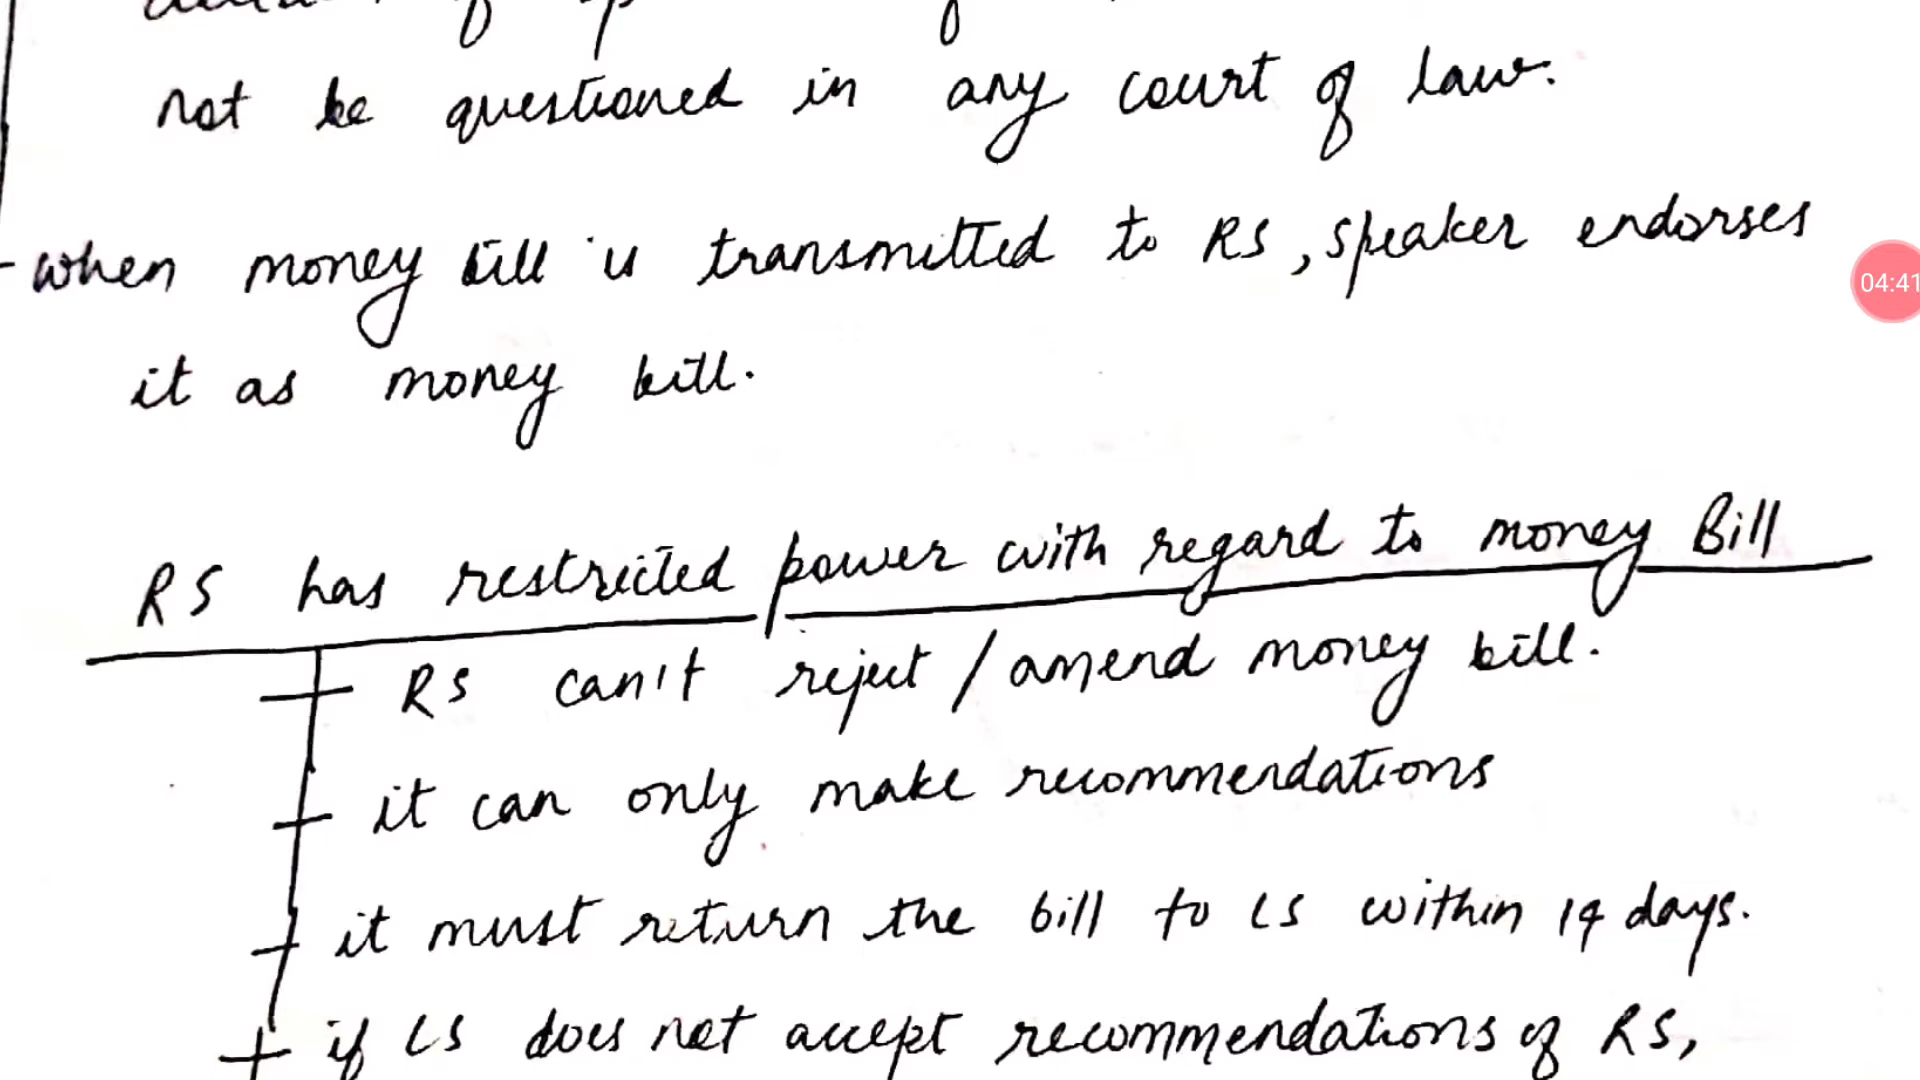 not be questioned in any court of law.
- when money bill is transmitted to RS, speaker endorses
it as money bill.
04:41
RS has restricted power with regard to money Bill
RS can't reject / amend money bill.
it can only make recommendations
it must return the bill to LS within 14 days.
if LS does not accept recommendations of RS,